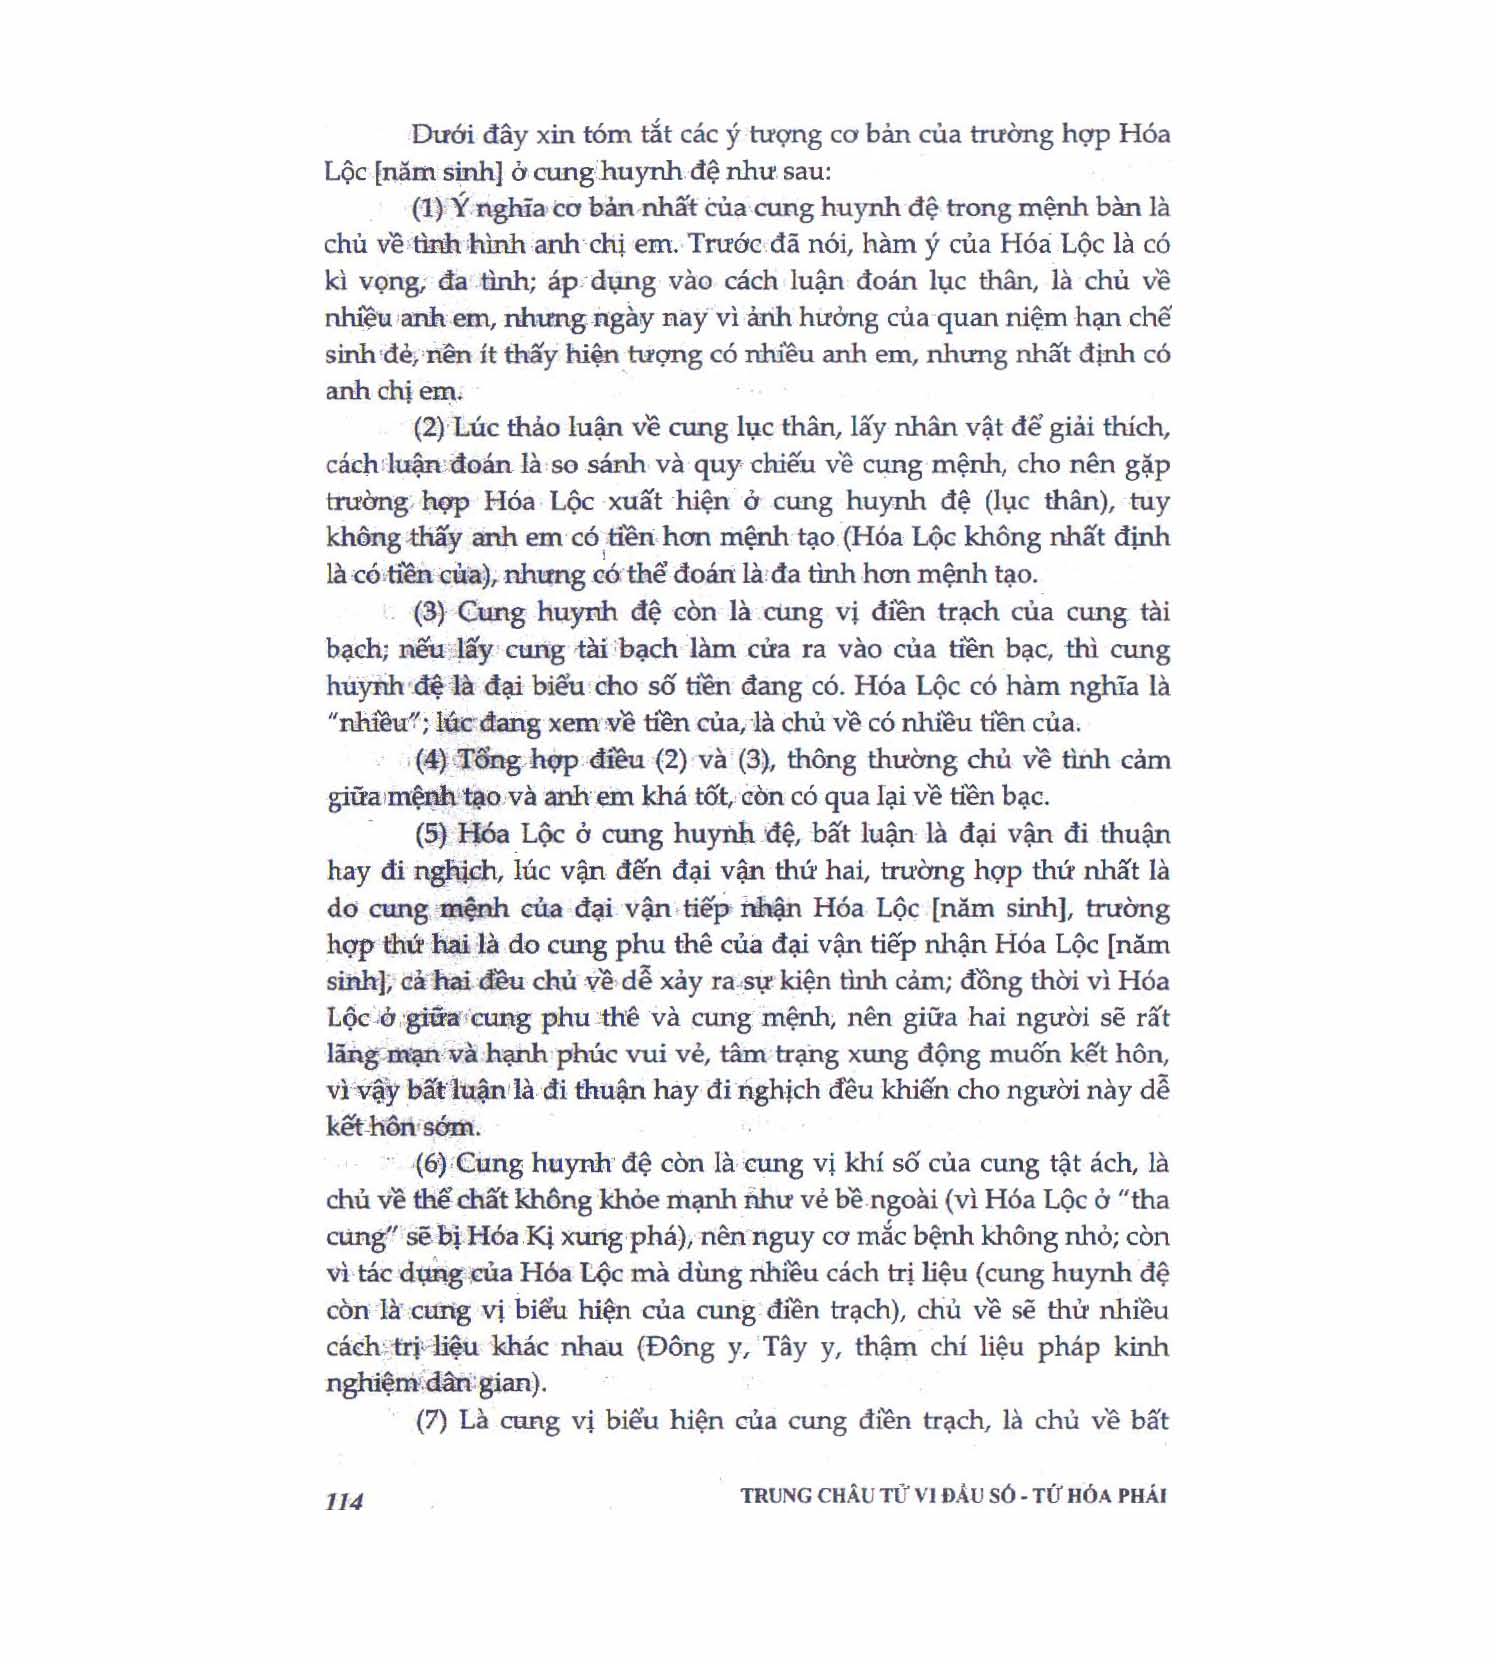 Dưới đây xin tóm tắt các ý tượng cơ bản của trường hợp Hóa
Lộc [năm sinh] ở cung huynh đệ như sau:
(1) Ý nghĩa cơ bản nhất của cung huynh đệ trong mệnh bàn là
chủ về tình hình anh chị em. Trước đã nói, hàm ý của Hóa Lộc là có
kì vọng, đa tình; áp dụng vào cách luận đoán lục thân, là chủ về
nhiều anh em, nhưng ngày nay vì ảnh hưởng của quan niệm hạn chế
sinh đẻ, nên ít thấy hiện tượng có nhiều anh em, nhưng nhất định có
anh chị em.
(2) Lúc thảo luận về cung lục thân, lấy nhân vật để giải thích,
cách luận đoán là so sánh và quy chiếu về cung mệnh, cho nên gặp
trường hợp Hóa Lộc xuất hiện ở cung huynh đệ (lục thân), tuy
không thấy anh em có tiền hơn mệnh tạo (Hóa Lộc không nhất định
là có tiền của), nhưng có thể đoán là đa tình hơn mệnh tạo.
(3) Cung huynh đệ còn là cung vị điền trạch của cung tài
bạch; nếu lấy cung tài bạch làm cửa ra vào của tiền bạc, thì cung
huynh đệ là đại biểu cho số tiền đang có. Hóa Lộc có hàm nghĩa là
"nhiều"; lúc đang xem về tiền của, là chủ về có nhiều tiền của.
(4) Tổng hợp điều (2) và (3), thông thường chủ về tình cảm
giữa mệnh tạo và anh em khá tốt, còn có qua lại về tiền bạc.
(5) Hóa Lộc ở cung huynh đệ, bất luận là đại vận đi thuận
hay đi nghịch, lúc vận đến đại vận thứ hai, trường hợp thứ nhất là
do cung mệnh của đại vận tiếp nhận Hóa Lộc [năm sinh], trường
hợp thứ hai là do cung phu thê của đại vận tiếp nhận Hóa Lộc [năm
sinh], cả hai đều chủ về dễ xảy ra sự kiện tình cảm; đồng thời vì Hóa
Lộc ở giữa cung phu thê và cung mệnh, nên giữa hai người sẽ rất
lãng mạn và hạnh phúc vui vẻ, tâm trạng xung động muốn kết hôn,
vì vậy bất luận là đi thuận hay đi nghịch đều khiến cho người này dễ
kết hôn sớm.
(6) Cung huynh đệ còn là cung vị khí số của cung tật ách, là
chủ về thể chất không khỏe mạnh như vẻ bề ngoài (vì Hóa Lộc ở "tha
cung" sẽ bị Hóa Kị xung phá), nên nguy cơ mắc bệnh không nhỏ; còn
vì tác dụng của Hóa Lộc mà dùng nhiều cách trị liệu (cung huynh đệ
còn là cung vị biểu hiện của cung điền trạch), chủ về sẽ thử nhiều
cách trị liệu khác nhau (Đông y, Tây y, thậm chí liệu pháp kinh
nghiệm dân gian).
(7) Là cung vị biểu hiện của cung điền trạch, là chủ về bất
114
TRUNG CHÂU TỬ VI ĐẨU SỐ - TỨ HÓA PHÁI